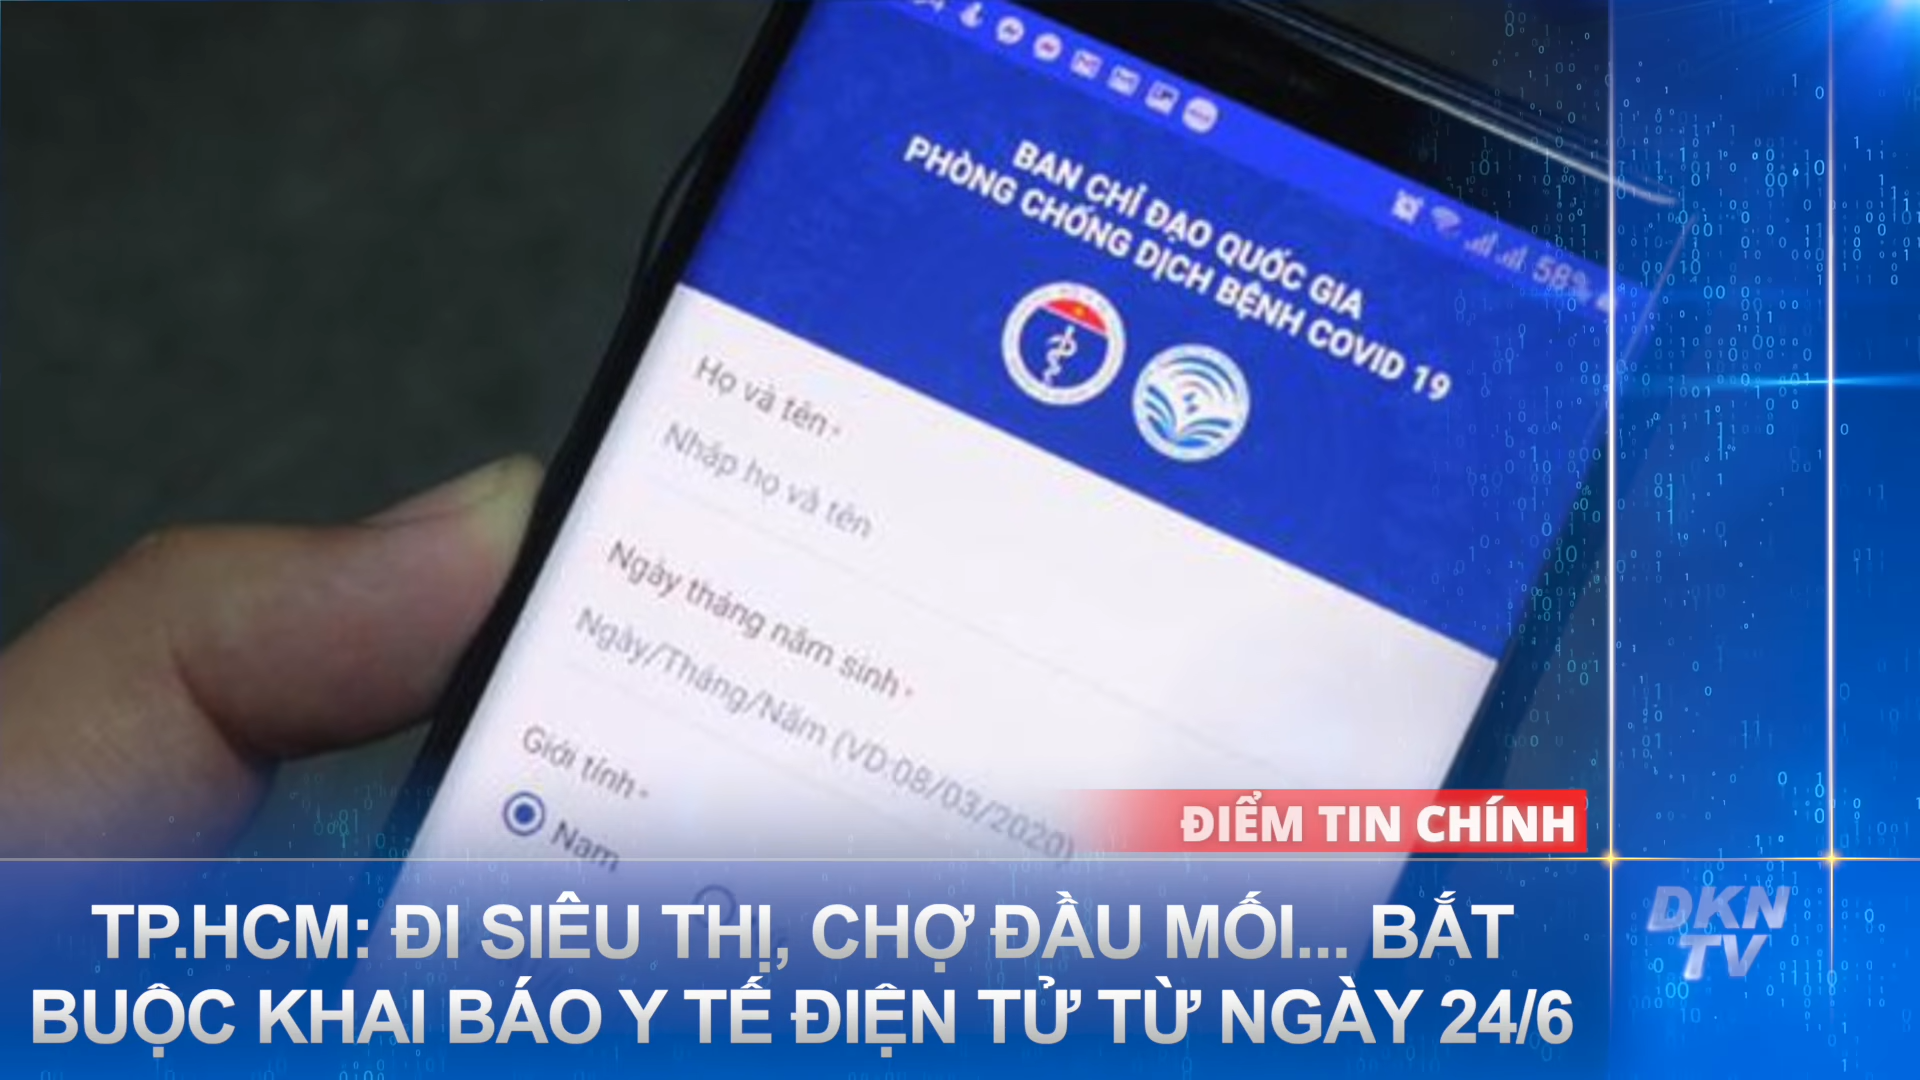 58%
BAN CHỈ ĐẠO QUỐC GIA
PHÒNG CHỐNG DỊCH BỆNH COVID 19
Họ và tên *
Nhập họ và tên
Ngày tháng năm sinh *
Ngày/Tháng/Năm (VD:08/03/2020)
Giới tính *
Nam
ĐIỂM TIN CHÍNH
TP.HCM: ĐI SIÊU THỊ, CHỢ ĐẦU MỐI... BẮT
BUỘC KHAI BÁO Y TẾ ĐIỆN TỬ TỪ NGÀY 24/6
DKN
TV